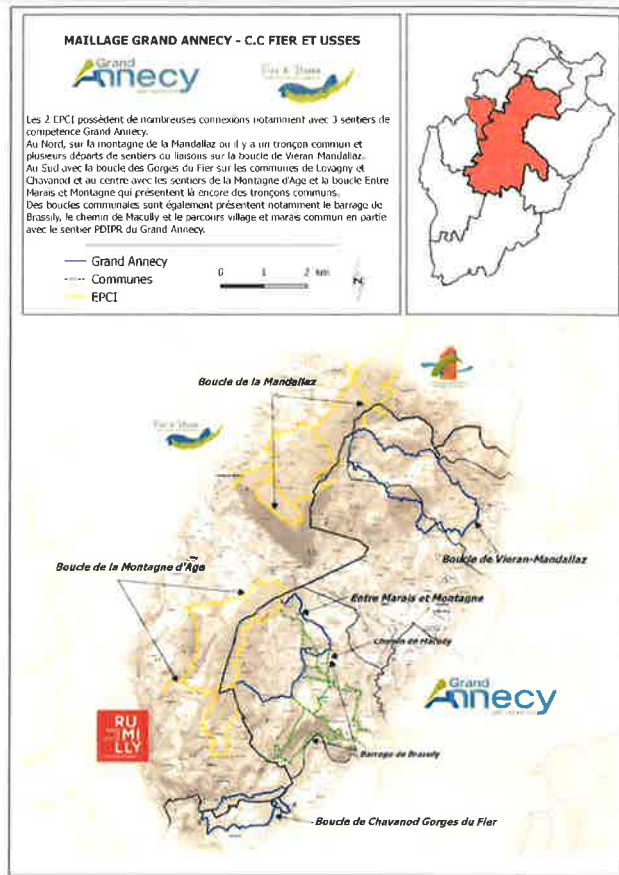 MAILLAGE GRAND ANNECY - C.C FIER ET USSES
Grand
Annecy
Fier & Usses
Les 2 EPCI possèdent de nombreuses connexions notamment avec 3 sentiers de
compétence Grand Annecy.
Au Nord, sur la montagne de la Mandallaz ou il y a un tronçon commun et
plusieurs départs de sentiers ou liaisons sur la boucle de Vieran Mandallaz.
Au Sud avec la boucle des Gorges du Fier sur les communes de Lovagny et
Chavanod et au centre avec les sentiers de la Montagne d'Age et la boucle Entre
Marais et Montagne qui présentent là encore des tronçons communs.
Des boucles communales sont également présentent notamment le barrage de
Brassily, le chemin de Macully et le parcours village et marais commun en partie
avec le sentier PDIPR du Grand Annecy.
Grand Annecy
Communes
EPCI
0 1 2 km
N
Boucle de la Mandallaz
Fier & Usses
Boucle de Vieran-Mandallaz
Boucle de la Montagne d'Age
Entre Marais et Montagne
Chemin de Macully
Grand
Annecy
RU
MI
LLY
Barrage de Brassily
Boucle de Chavanod Gorges du Fier